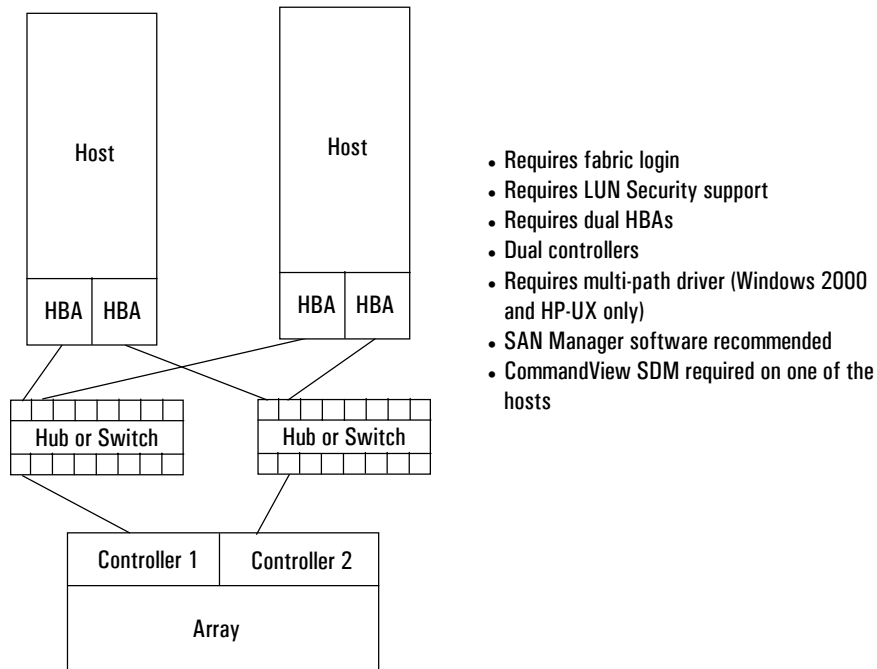 Host
Host
HBA HBA
HBA HBA
Hub or Switch
Hub or Switch
Controller 1
Controller 2
Array
• Requires fabric login
• Requires LUN Security support
• Requires dual HBAs
• Dual controllers
• Requires multi-path driver (Windows 2000
and HP-UX only)
• SAN Manager software recommended
• CommandView SDM required on one of the
hosts